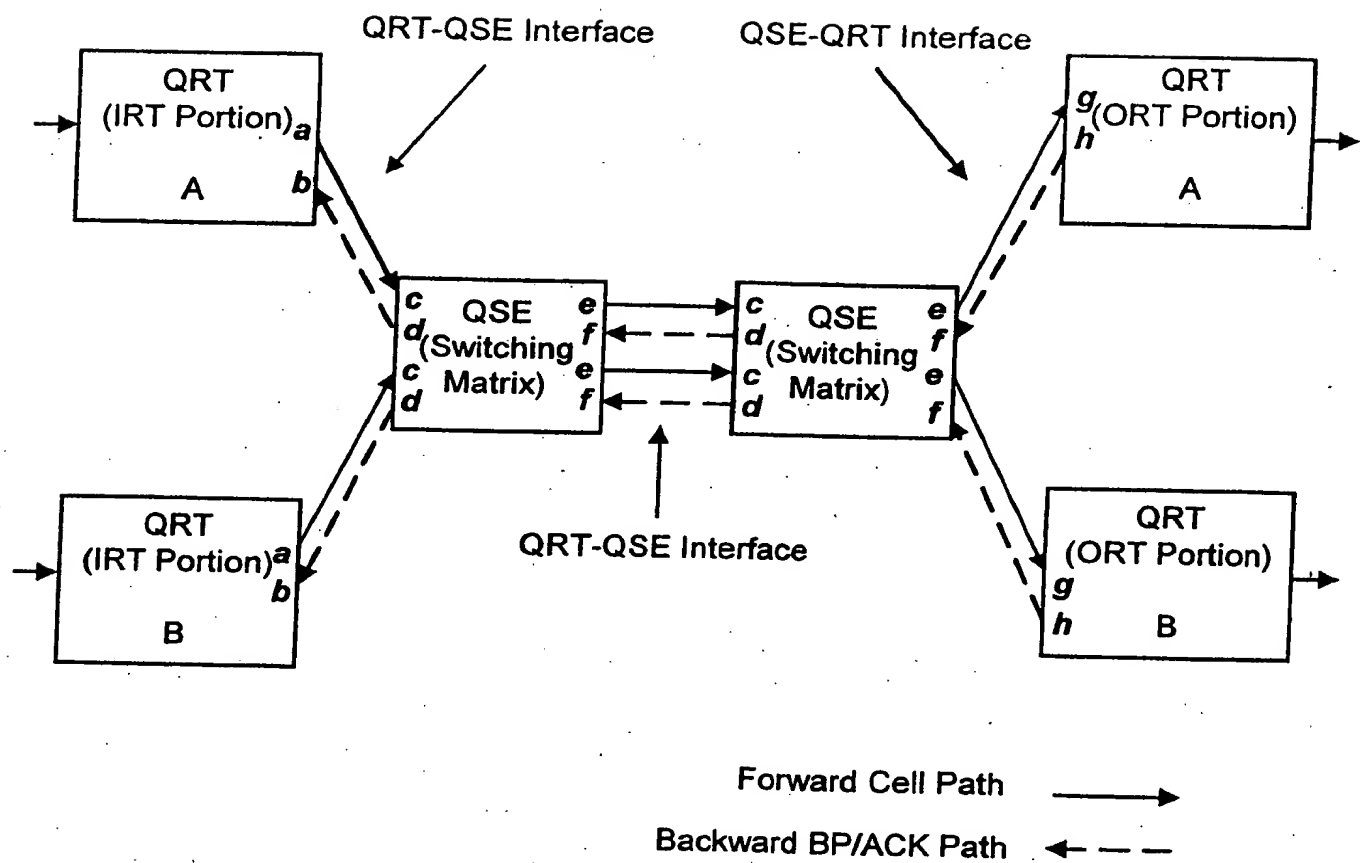 QRT-QSE Interface
QSE-QRT Interface
QRT
(IRT Portion)
a
b
A
QRT
(ORT Portion)
g
h
A
c
d
c
d
QSE
(Switching
Matrix)
e
f
e
f
c
d
c
d
QSE
(Switching
Matrix)
e
f
e
f
QRT-QSE Interface
QRT
(IRT Portion)
a
b
B
QRT
(ORT Portion)
g
h
B
Forward Cell Path
Backward BP/ACK Path